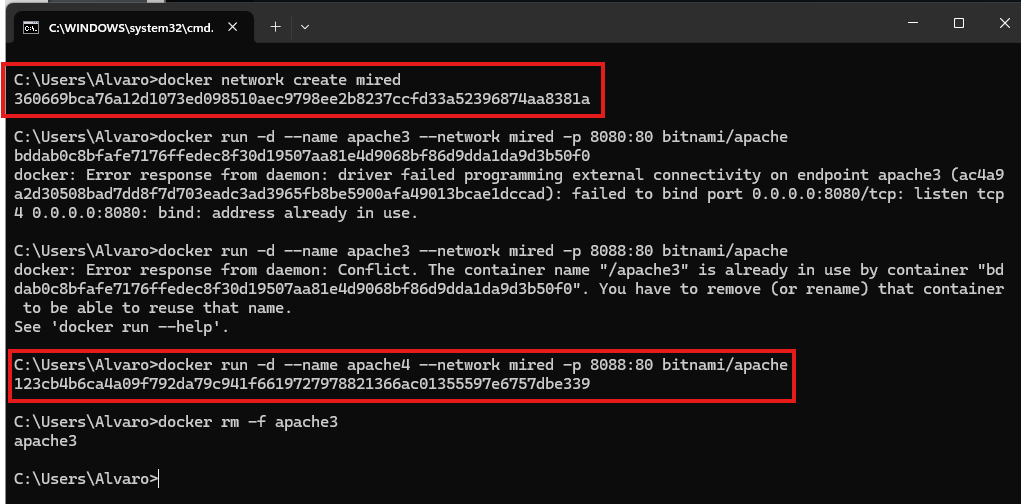 C:\WINDOWS\system32\cmd.
C:\Users\Alvaro>docker network create mired
360669bca76a12d1073ed098510aec9798ee2b8237ccfd33a52396874aa8381a
C:\Users\Alvaro>docker run -d --name apache3 --network mired -p 8080:80 bitnami/apache
bddab0c8bfafe7176ffedec8f30d19507aa81e4d9068bf86d9dda1da9d3b50f0
docker: Error response from daemon: driver failed programming external connectivity on endpoint apache3 (ac4a9
a2d30508bad7dd8f7d703eadc3ad3965fb8be5900afa49013bcae1dccad): failed to bind port 0.0.0.0:8080/tcp: listen tcp
4 0.0.0.0:8080: bind: address already in use.
C:\Users\Alvaro>docker run -d --name apache3 --network mired -p 8088:80 bitnami/apache
docker: Error response from daemon: Conflict. The container name "/apache3" is already in use by container "bd
dab0c8bfafe7176ffedec8f30d19507aa81e4d9068bf86d9dda1da9d3b50f0". You have to remove (or rename) that container
to be able to reuse that name.
See 'docker run --help'.
C:\Users\Alvaro>docker run -d --name apache4 --network mired -p 8088:80 bitnami/apache
123cb4b6ca4a09f792da79c941f6619727978821366ac01355597e6757dbe339
C:\Users\Alvaro>docker rm -f apache3
apache3
C:\Users\Alvaro>